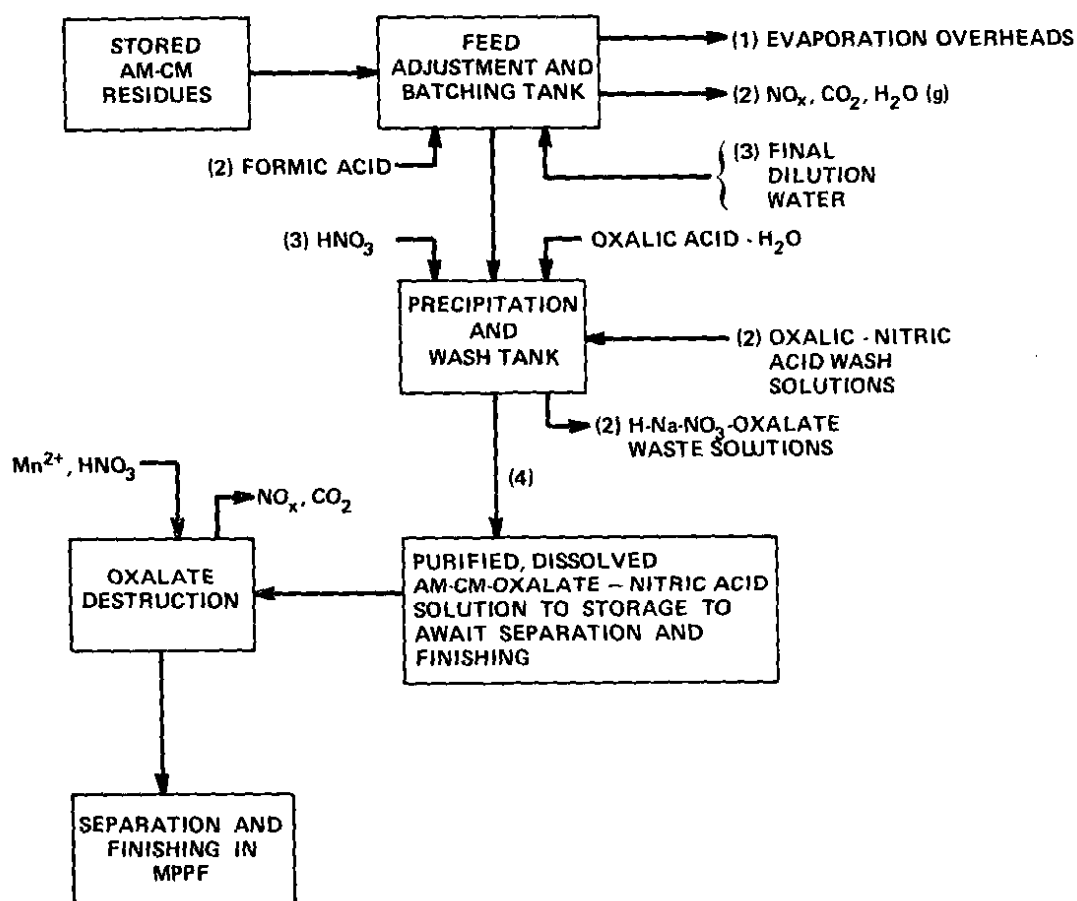 STORED
AM-CM
RESIDUES
FEED
ADJUSTMENT AND
BATCHING TANK
(1) EVAPORATION OVERHEADS
(2) NOx, CO2, H2O (g)
(2) FORMIC ACID
(3) FINAL
DILUTION
WATER
(3) HNO3
OXALIC ACID - H2O
PRECIPITATION
AND
WASH TANK
(2) OXALIC - NITRIC
ACID WASH
SOLUTIONS
(2) H-Na-NO3-OXALATE
WASTE SOLUTIONS
(4)
Mn2+, HNO3
NOx, CO2
OXALATE
DESTRUCTION
PURIFIED, DISSOLVED
AM-CM-OXALATE – NITRIC ACID
SOLUTION TO STORAGE TO
AWAIT SEPARATION AND
FINISHING
SEPARATION AND
FINISHING IN
MPPF